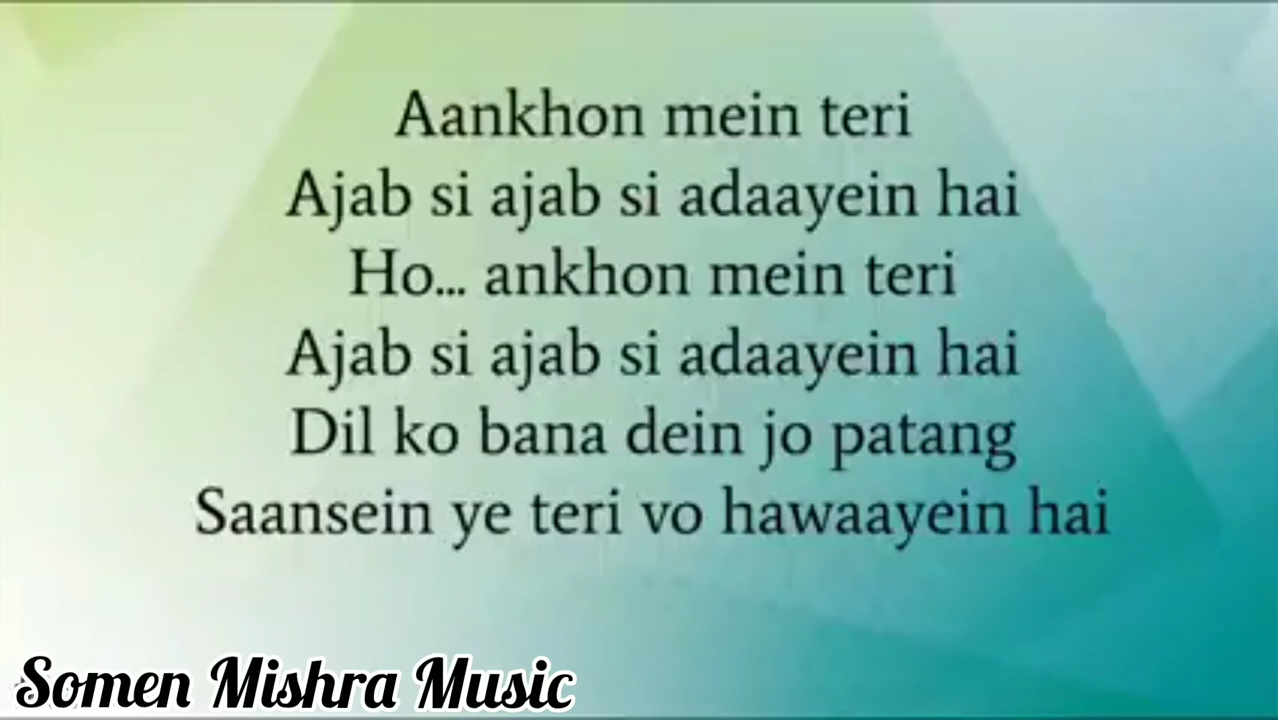 Aankhon mein teri
Ajab si ajab si adaayein hai
Ho... ankhon mein teri
Ajab si ajab si adaayein hai
Dil ko bana dein jo patang
Saansein ye teri vo hawaayein hai
Somen Mishra Music